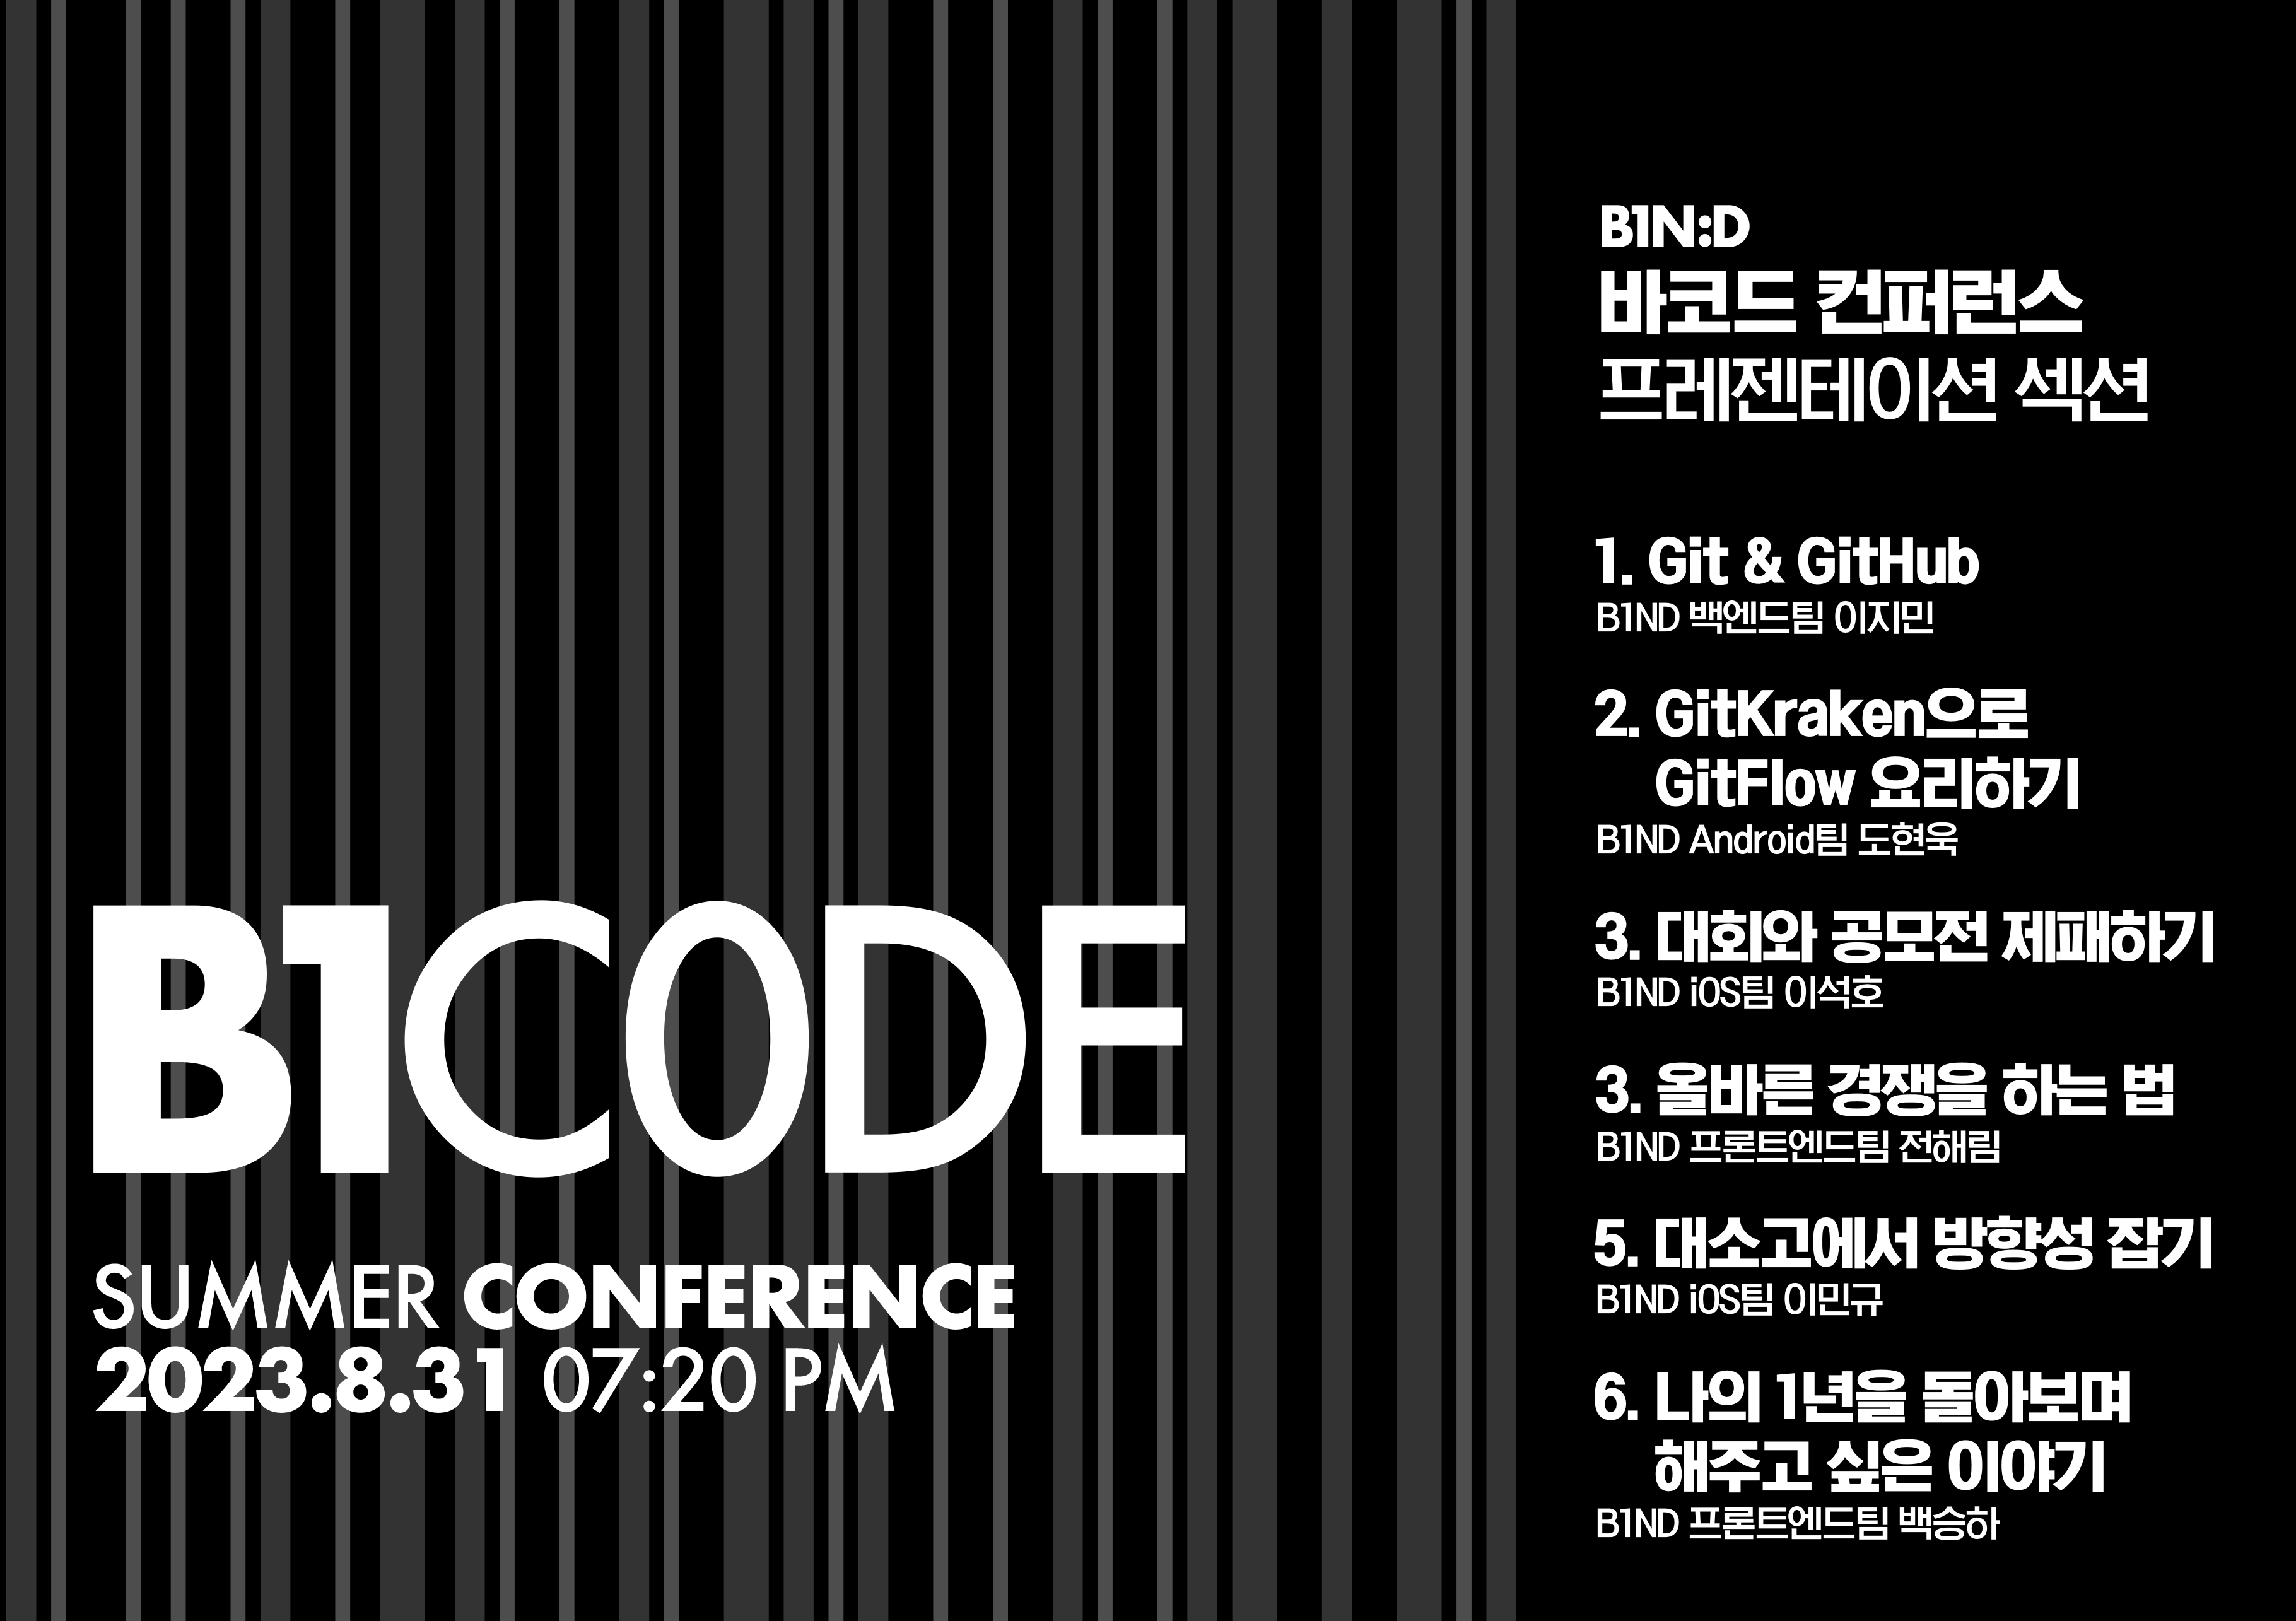 B1CODE
SUMMER CONFERENCE
2023.8.31 07:20 PM
B1N:D
바코드 컨퍼런스
프레젠테이션 섹션
1. Git & GitHub
B1ND 백엔드팀 이지민
2. GitKraken으로
GitFlow 요리하기
B1ND Android팀 도현욱
3. 대회와 공모전 제패하기
B1ND iOS팀 이석호
3. 올바른 경쟁을 하는 법
B1ND 프론트엔드팀 전해림
5. 대소고에서 방향성 잡기
B1ND iOS팀 이민규
6. 나의 1년을 돌아보며
해주고 싶은 이야기
B1ND 프론트엔드팀 백승하